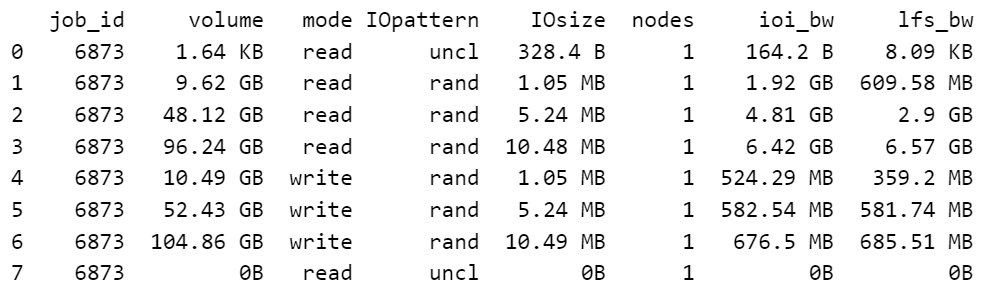 job_id volume mode IOpattern IOsize nodes ioi_bw lfs_bw
0 6873 1.64 KB read uncl 328.4 B 1 164.2 B 8.09 KB
1 6873 9.62 GB read rand 1.05 MB 1 1.92 GB 609.58 MB
2 6873 48.12 GB read rand 5.24 MB 1 4.81 GB 2.9 GB
3 6873 96.24 GB read rand 10.48 MB 1 6.42 GB 6.57 GB
4 6873 10.49 GB write rand 1.05 MB 1 524.29 MB 359.2 MB
5 6873 52.43 GB write rand 5.24 MB 1 582.54 MB 581.74 MB
6 6873 104.86 GB write rand 10.49 MB 1 676.5 MB 685.51 MB
7 6873 0B read uncl 0B 1 0B 0B